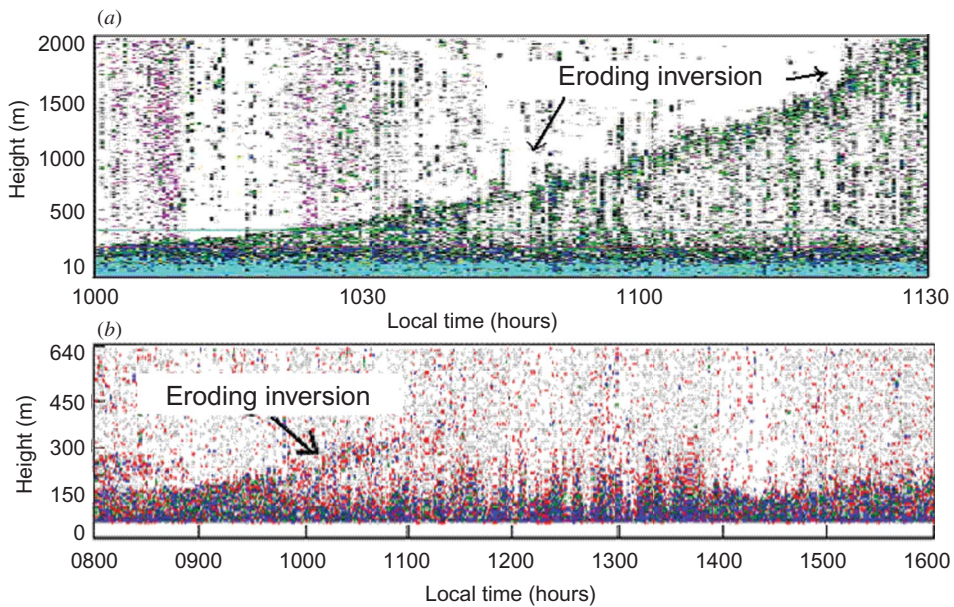 (a)
2000
1500
1000
500
10
Height (m)
Eroding inversion
1000 1030 1100 1130
Local time (hours)
(b)
640
450
300
150
0
Height (m)
Eroding inversion
0800 0900 1000 1100 1200 1300 1400 1500 1600
Local time (hours)